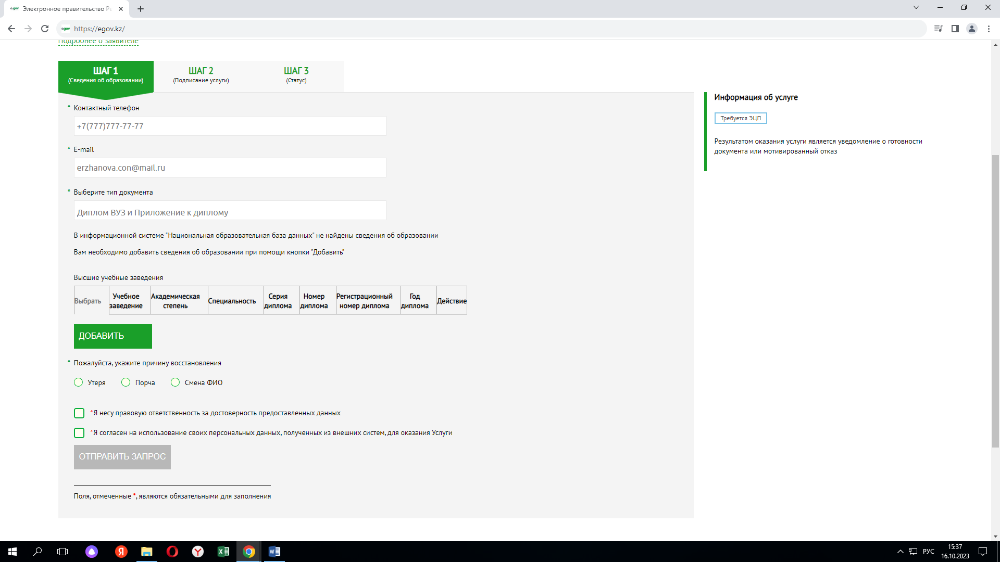 Электронное правительство Ре
https://egov.kz/
Подробнее о заявителе
ШАГ 1
(Сведения об образовании)
ШАГ 2
(Подписание услуги)
ШАГ 3
(Статус)
* Контактный телефон
+7(777)777-77-77
* E-mail
erzhanova.con@mail.ru
* Выберите тип документа
Диплом ВУЗ и Приложение к диплому
В информационной системе "Национальная образовательная база данных" не найдены сведения об образовании
Вам необходимо добавить сведения об образовании при помощи кнопки "Добавить"
Высшие учебные заведения
Выбрать
Учебное
заведение
Академическая
степень
Специальность
Серия
диплома
Номер
диплома
Регистрационный
номер диплома
Год
диплома
Действие
ДОБАВИТЬ
* Пожалуйста, укажите причину восстановления
Утеря Порча Смена ФИО
*Я несу правовую ответственность за достоверность предоставленных данных
*Я согласен на использование своих персональных данных, полученных из внешних систем, для оказания Услуги
ОТПРАВИТЬ ЗАПРОС
Поля, отмеченные *, являются обязательными для заполнения
Информация об услуге
Требуется ЭЦП
Результатом оказания услуги является уведомление о готовности
документа или мотивированный отказ
РУС
15:37
16.10.2023